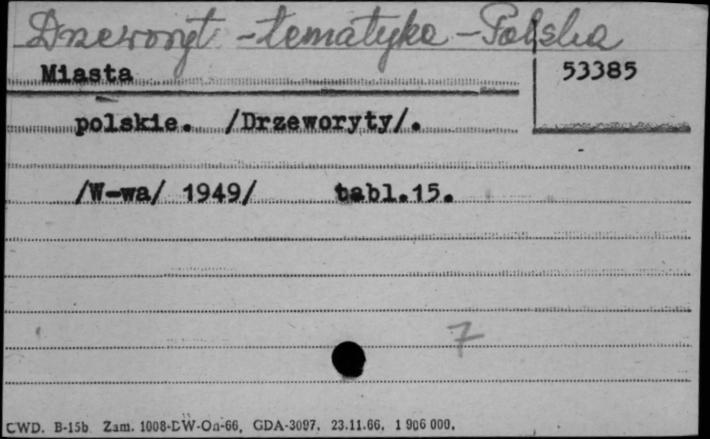 Drzeworyt - tematyka - Polska
Miasta 53385
polskie. /Drzeworyty/.
/W-wa/ 1949/ tabl.15.
7
CWD. B-15b Zam. 1008-DW-On-66, GDA-3097. 23.11.66. 1 906 000.